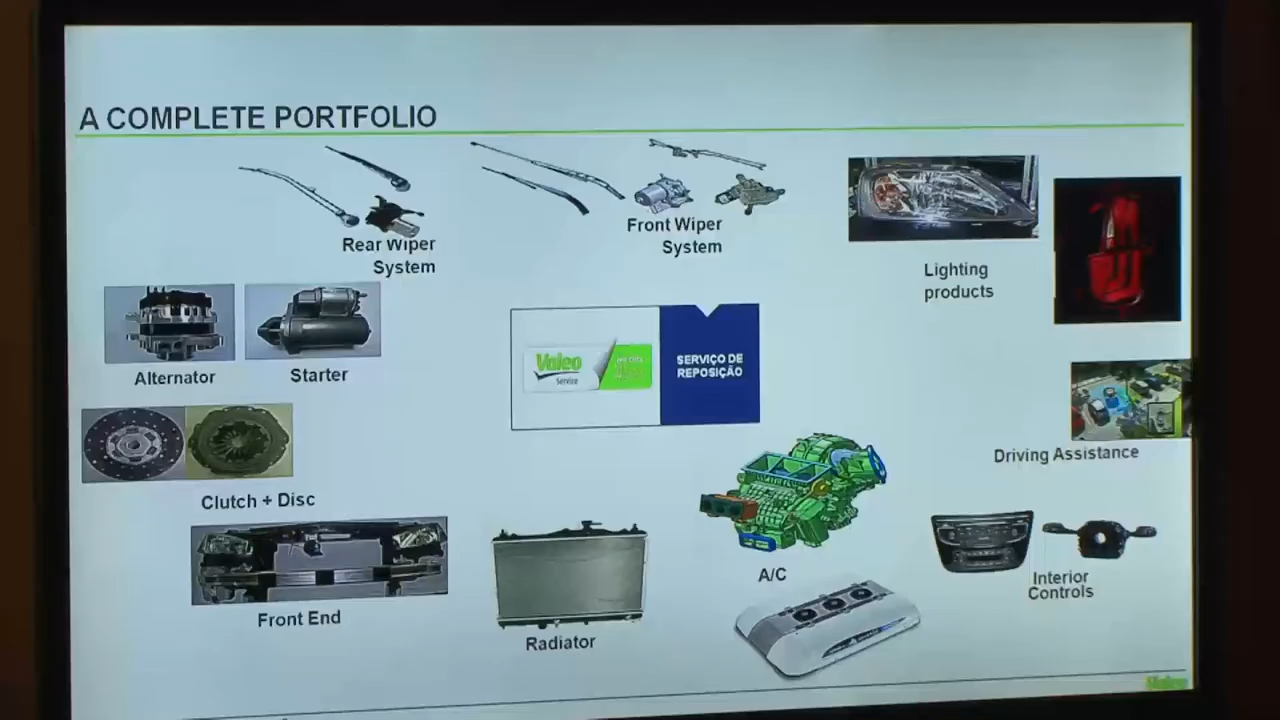 A COMPLETE PORTFOLIO
Rear Wiper
System
Front Wiper
System
Lighting
products
Alternator
Starter
Valeo
Service
SERVIÇO DE
REPOSIÇÃO
Driving Assistance
Clutch + Disc
A/C
Interior
Controls
Front End
Radiator
Valeo